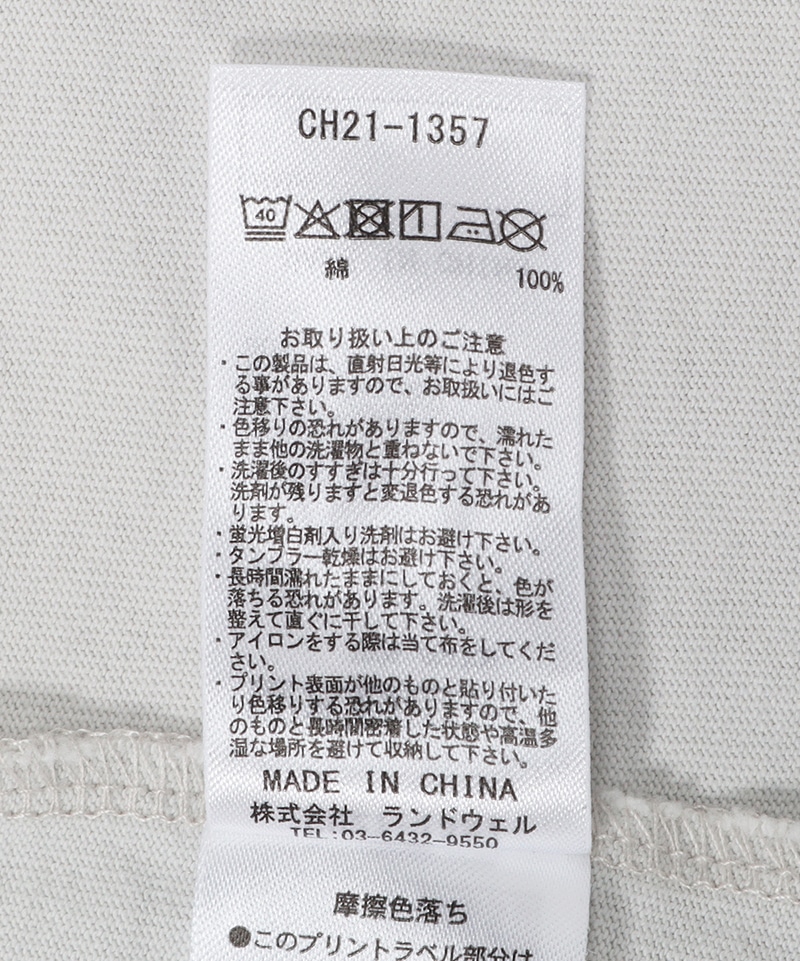 CH21-1357
40
綿 100%
お取り扱い上のご注意
・この製品は、直射日光等により退色す
る事がありますので、お取扱いにはご
注意下さい。
・色移りの恐れがありますので、濡れた
まま他の洗濯物と重ねないで下さい。
・洗濯後のすすぎは十分行って下さい。
洗剤が残りますと変退色する恐れがあ
ります。
・蛍光増白剤入り洗剤はお避け下さい。
・タンブラー乾燥はお避け下さい。
・長時間濡れたままにしておくと、色が
落ちる恐れがあります。洗濯後は形を
整えて直ぐに干して下さい。
・アイロンをする際は当て布をしてくだ
さい。
・プリント表面が他のものと貼り付いた
り色移りする恐れがありますので、他
のものと長時間密着した状態や高温多
湿な場所を避けて収納して下さい。
MADE IN CHINA
株式会社 ランドウェル
TEL:03-6432-9550
摩擦色落ち
●このプリントラベル部分は